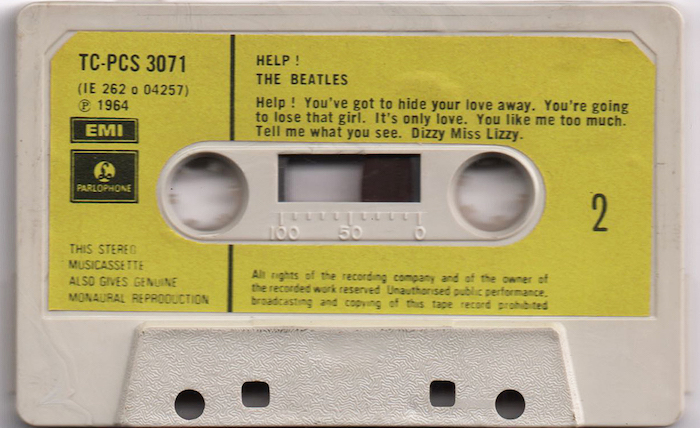 TC-PCS 3071
(IE 262 o 04257)
Ⓟ 1964
EMI
PARLOPHONE
THIS STEREO
MUSICASSETTE
ALSO GIVES GENUINE
MONAURAL REPRODUCTION
HELP !
THE BEATLES
Help ! You've got to hide your love away. You're going
to lose that girl. It's only love. You like me too much.
Tell me what you see. Dizzy Miss Lizzy.
100 50 0
2
All rights of the recording company and of the owner of
the recorded work reserved Unauthorised public performance,
broadcasting and copying of this tape record prohibited